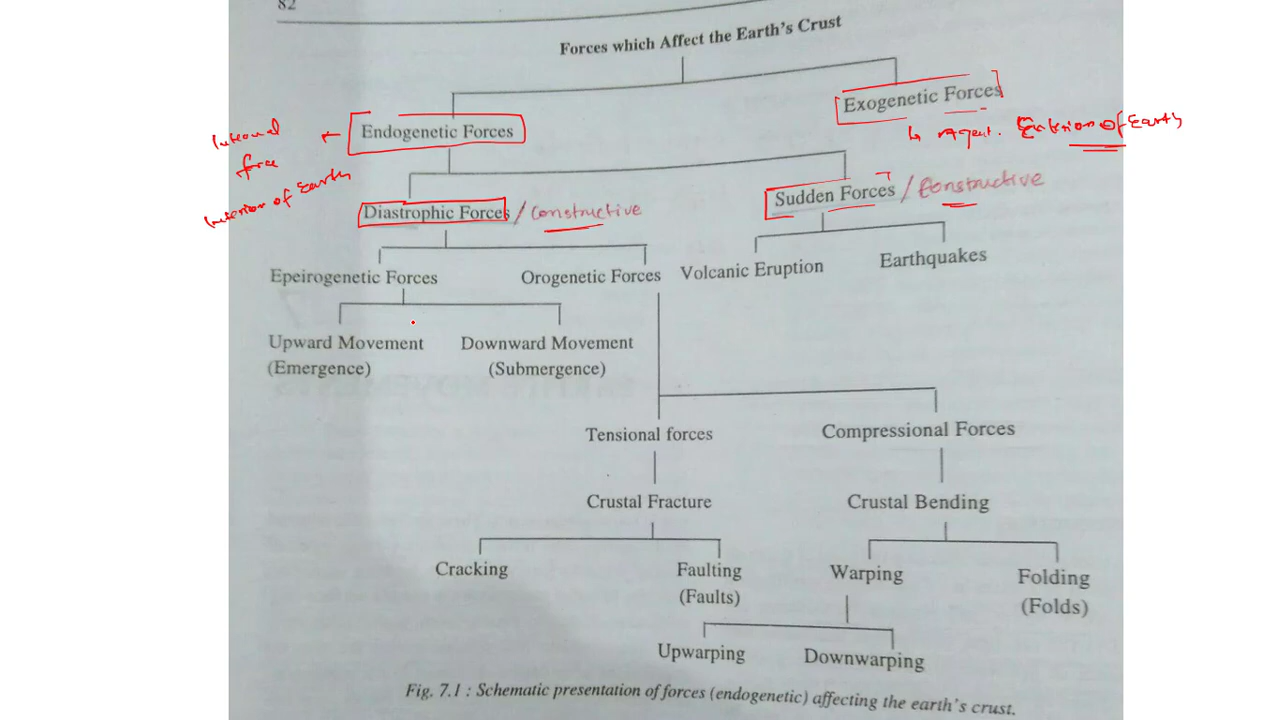 82
Forces which Affect the Earth's Crust
Exogenetic Forces
Endogenetic Forces
Internal
force
Interior of Earth
↳ Agent. Exterior of Earth
Diastrophic Forces / Constructive
Sudden Forces / Constructive
Epeirogenetic Forces
Orogenetic Forces
Volcanic Eruption
Earthquakes
Upward Movement
(Emergence)
Downward Movement
(Submergence)
Tensional forces
Compressional Forces
Crustal Fracture
Crustal Bending
Cracking
Faulting
(Faults)
Warping
Folding
(Folds)
Upwarping
Downwarping
Fig. 7.1 : Schematic presentation of forces (endogenetic) affecting the earth's crust.